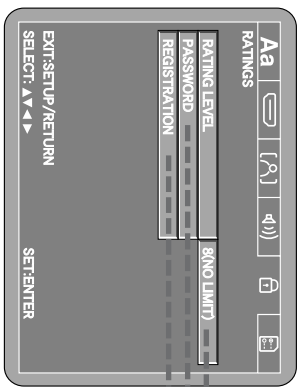 Aa
RATINGS
RATING LEVEL 8(NO LIMIT)
PASSWORD
REGISTRATION
EXIT:SETUP/RETURN
SELECT: ▲▼◀▶ SET:ENTER